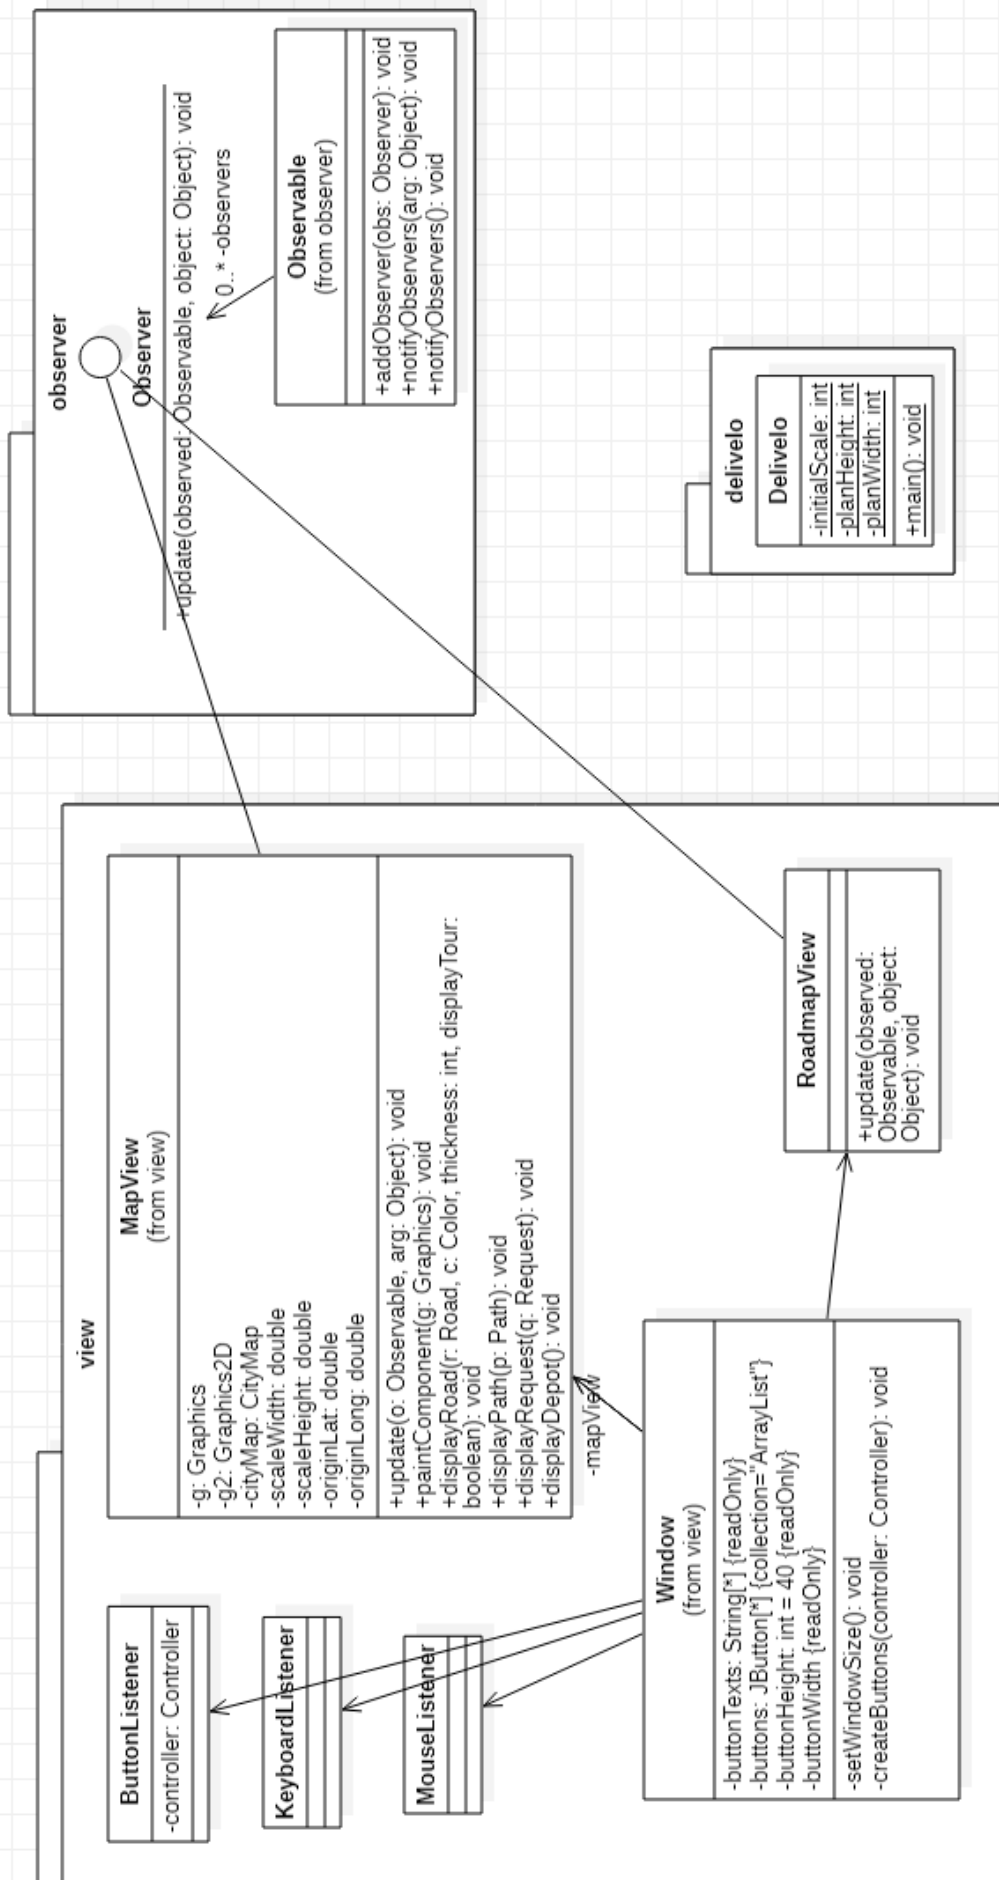 observer
Observer
+update(observed: Observable, object: Object): void
0..* -observers
Observable
(from observer)
+addObserver(obs: Observer): void
+notifyObservers(arg: Object): void
+notifyObservers(): void
delivelo
Delivelo
-initialScale: int
-planHeight: int
-planWidth: int
+main(): void
view
ButtonListener
-controller: Controller
KeyboardListener
MouseListener
MapView
(from view)
-g: Graphics
-g2: Graphics2D
-cityMap: CityMap
-scaleWidth: double
-scaleHeight: double
-originLat: double
-originLong: double
+update(o: Observable, arg: Object): void
+paintComponent(g: Graphics): void
+displayRoad(r: Road, c: Color, thickness: int, displayTour:
boolean): void
+displayPath(p: Path): void
+displayRequest(q: Request): void
+displayDepot(): void
-mapView
Window
(from view)
-buttonTexts: String[*] {readOnly}
-buttons: JButton[*] {collection="ArrayList"}
-buttonHeight: int = 40 {readOnly}
-buttonWidth {readOnly}
-setWindowSize(): void
-createButtons(controller: Controller): void
RoadmapView
+update(observed:
Observable, object:
Object): void